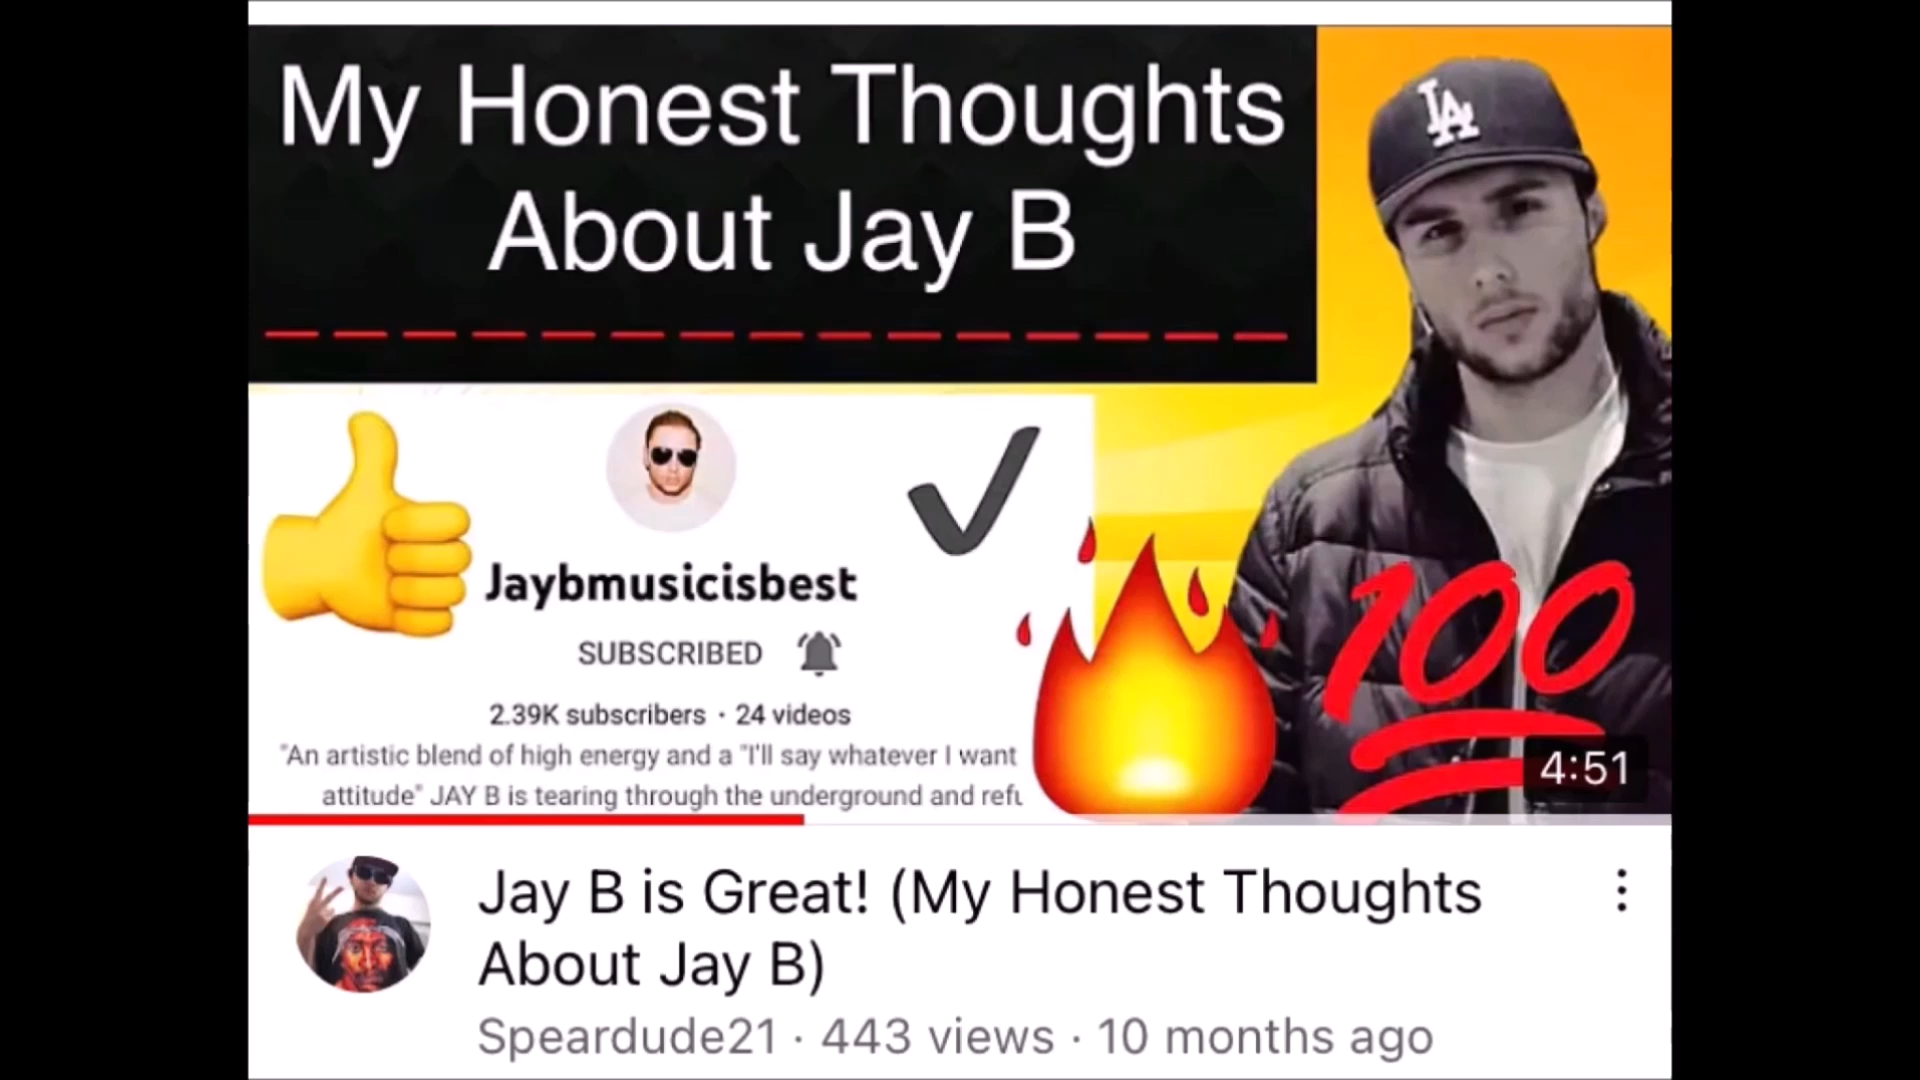 My Honest Thoughts
About Jay B
LA
Jaybmusicisbest
SUBSCRIBED
2.39K subscribers · 24 videos
"An artistic blend of high energy and a "I'll say whatever I want
attitude" JAY B is tearing through the underground and
100
4:51
Jay B is Great! (My Honest Thoughts
About Jay B)
Speardude21 · 443 views · 10 months ago